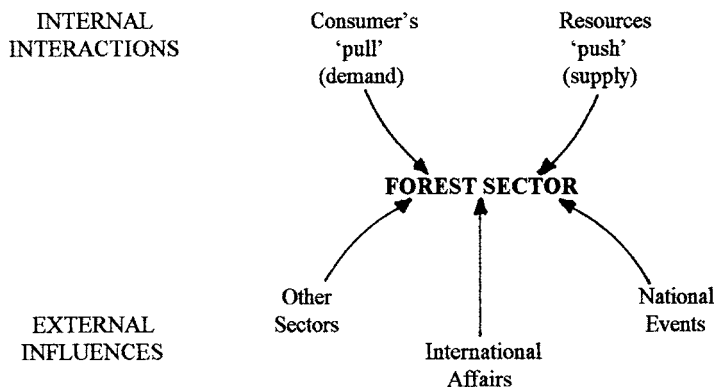 INTERNAL
INTERACTIONS
Consumer's
'pull'
(demand)
Resources
'push'
(supply)
FOREST SECTOR
Other
Sectors
National
Events
EXTERNAL
INFLUENCES
International
Affairs